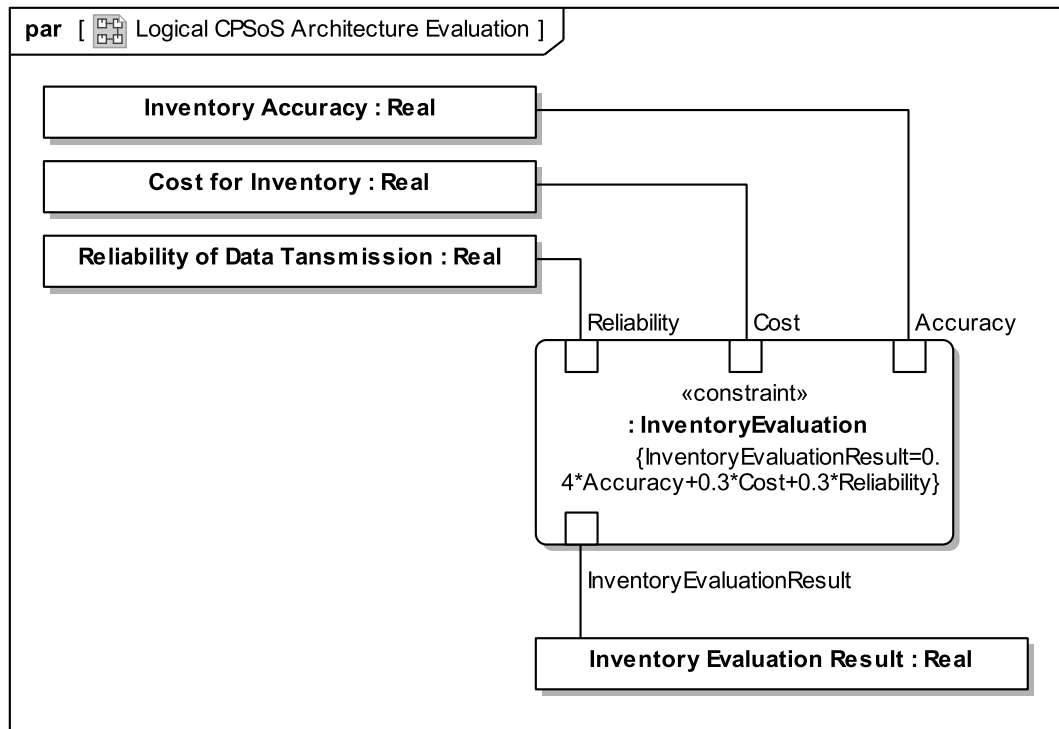 par [ Logical CPSoS Architecture Evaluation ]
Inventory Accuracy : Real
Cost for Inventory : Real
Reliability of Data Tansmission : Real
Reliability
Cost
Accuracy
«constraint»
: InventoryEvaluation
{InventoryEvaluationResult=0.
4*Accuracy+0.3*Cost+0.3*Reliability}
InventoryEvaluationResult
Inventory Evaluation Result : Real